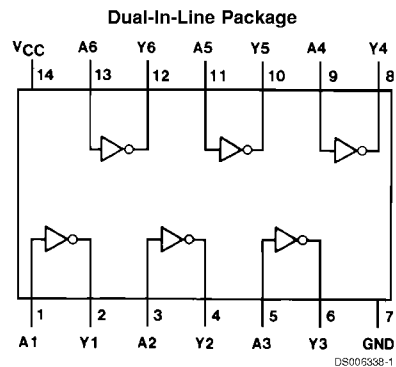 Dual-In-Line Package
VCC A6 Y6 A5 Y5 A4 Y4
14 13 12 11 10 9 8
1 2 3 4 5 6 7
A1 Y1 A2 Y2 A3 Y3 GND
DS006338-1